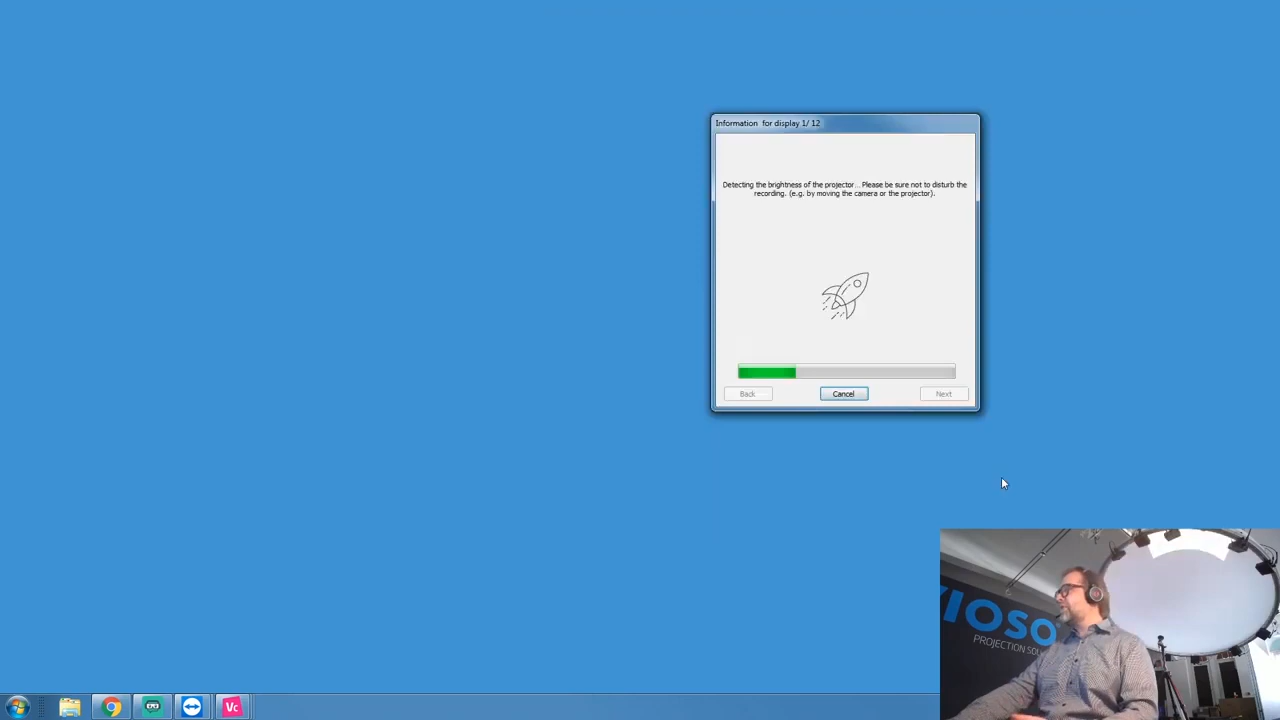 Information for display 1/ 12
Detecting the brightness of the projector... Please be sure not to disturb the
recording. (e.g. by moving the camera or the projector).
Back
Cancel
Next
VIOSO
PROJECTION
Vc